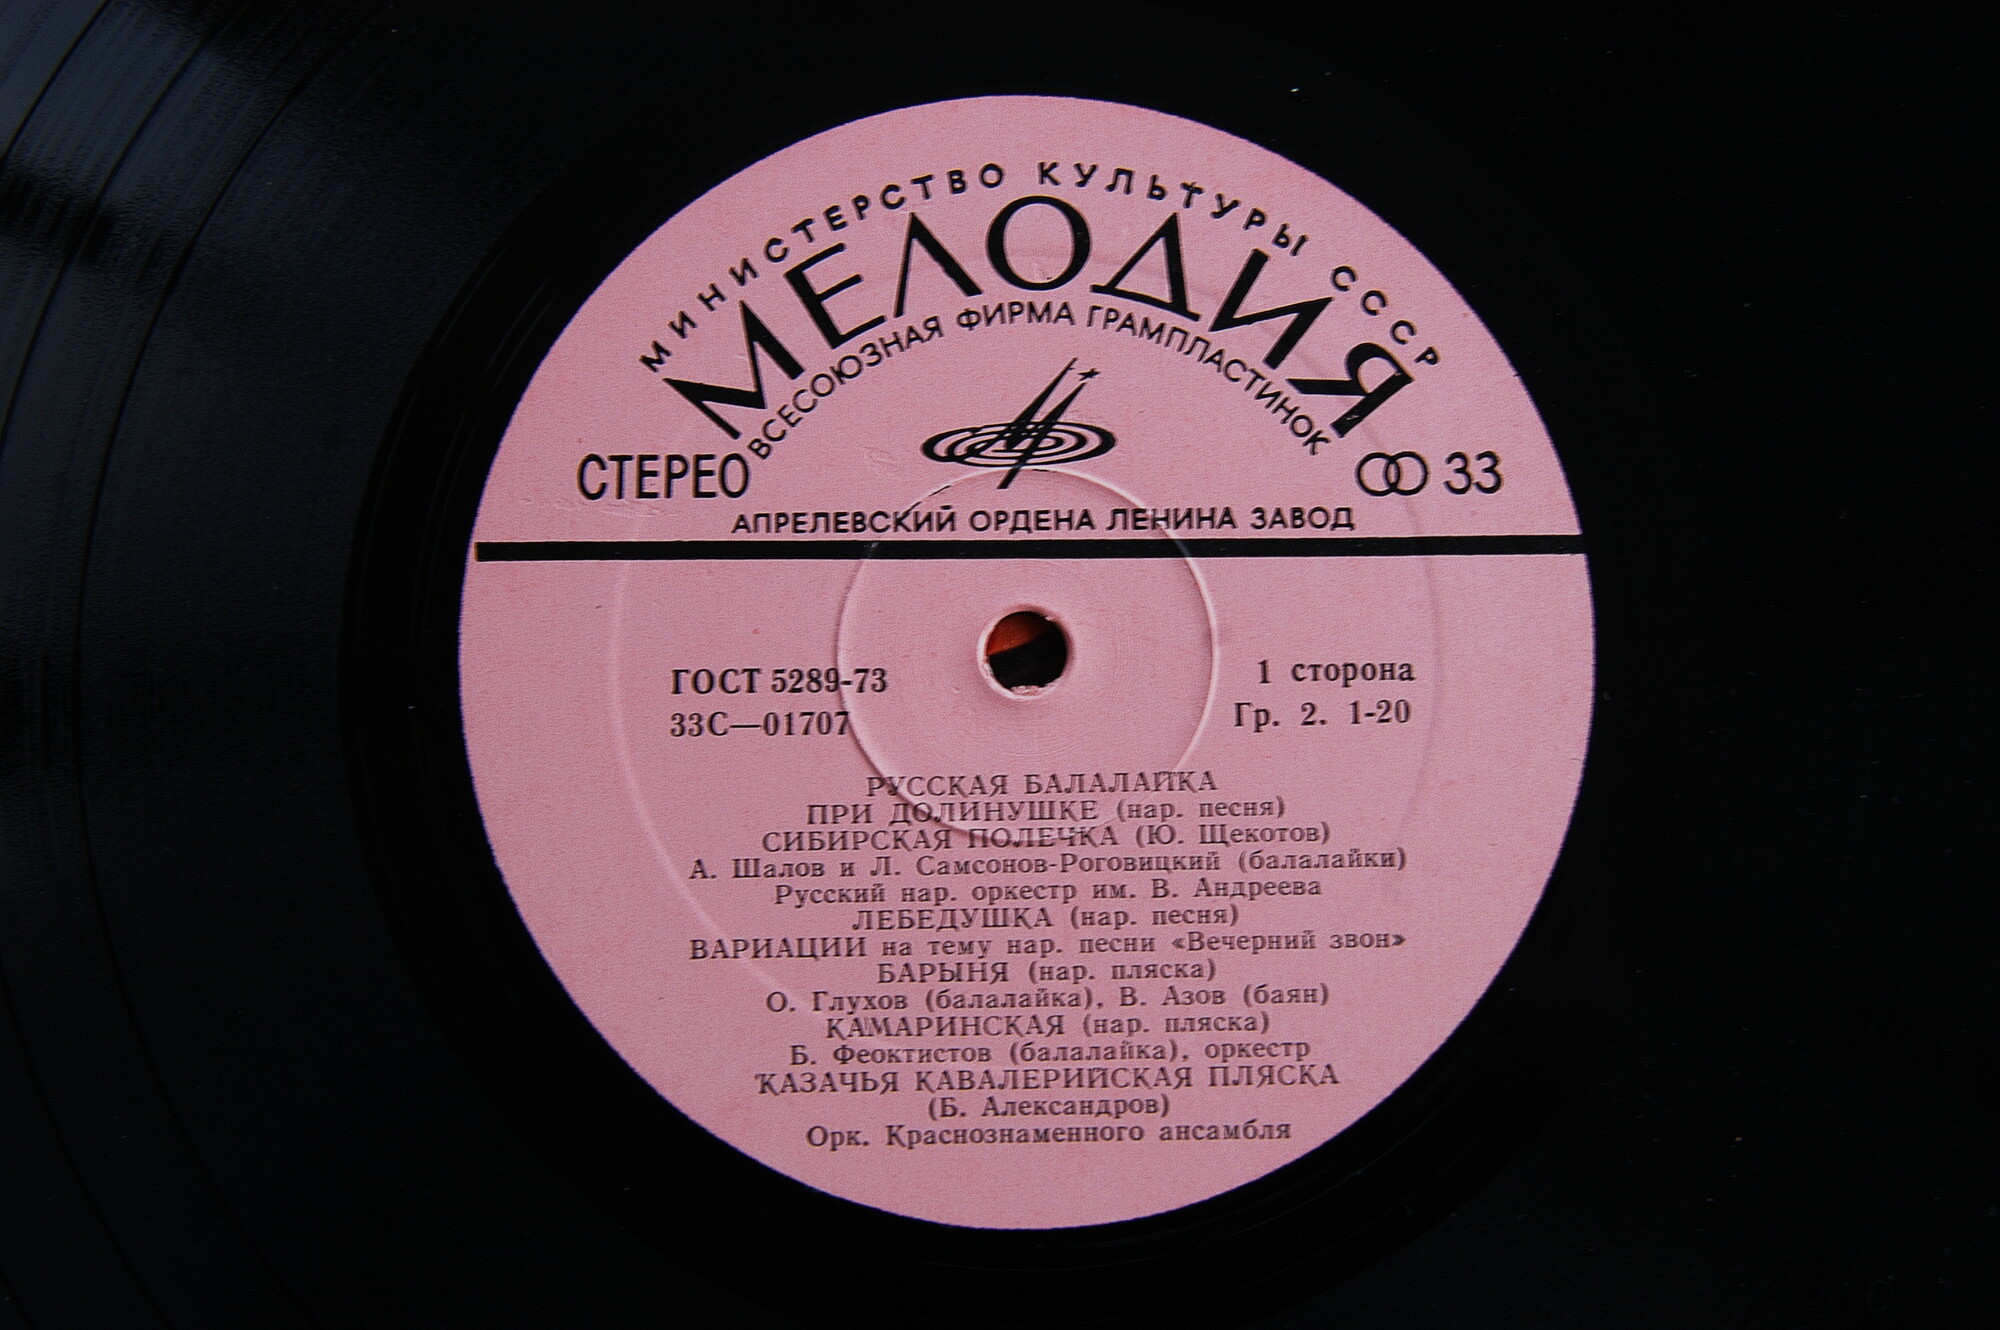 МИНИСТЕРСТВО КУЛЬТУРЫ СССР
МЕЛОДИЯ
ВСЕСОЮЗНАЯ ФИРМА ГРАМПЛАСТИНОК
СТЕРЕО
33
АПРЕЛЕВСКИЙ ОРДЕНА ЛЕНИНА ЗАВОД
ГОСТ 5289-73
1 сторона
33С—01707
Гр. 2. 1-20
РУССКАЯ БАЛАЛАЙКА
ПРИ ДОЛИНУШКЕ (нар. песня)
СИБИРСКАЯ ПОЛЕЧКА (Ю. Щекотов)
А. Шалов и Л. Самсонов-Роговицкий (балалайки)
Русский нар. оркестр им. В. Андреева
ЛЕБЕДУШКА (нар. песня)
ВАРИАЦИИ на тему нар. песни «Вечерний звон»
БАРЫНЯ (нар. пляска)
О. Глухов (балалайка), В. Азов (баян)
КАМАРИНСКАЯ (нар. пляска)
Б. Феоктистов (балалайка), оркестр
КАЗАЧЬЯ КАВАЛЕРИЙСКАЯ ПЛЯСКА
(Б. Александров)
Орк. Краснознаменного ансамбля